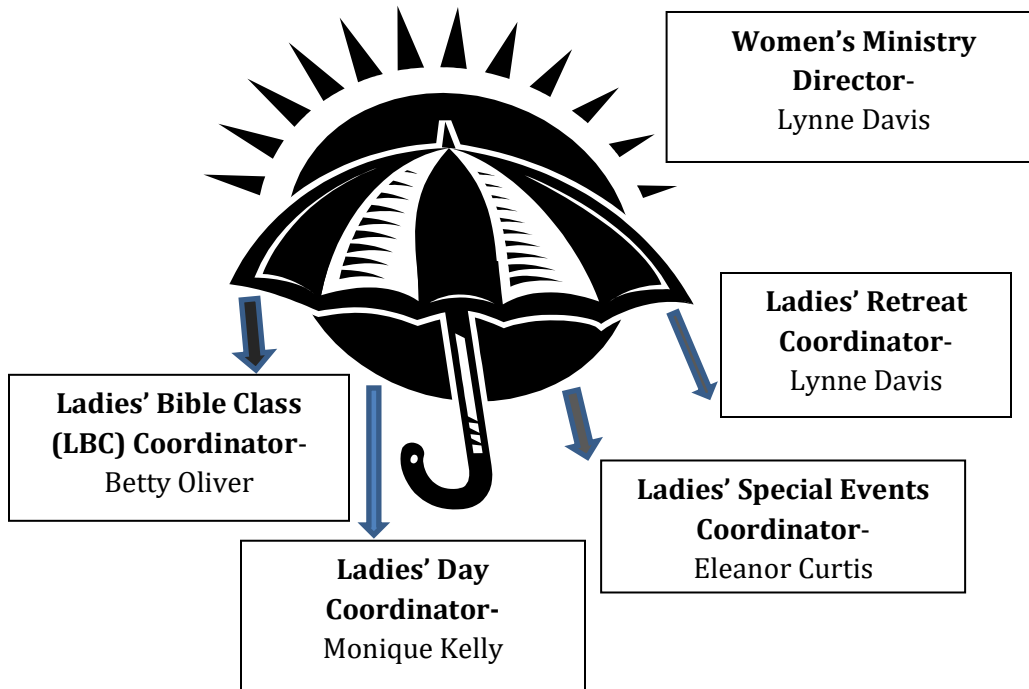 Women’s Ministry
Director-
Lynne Davis
Ladies’ Retreat
Coordinator-
Lynne Davis
Ladies’ Bible Class
(LBC) Coordinator-
Betty Oliver
Ladies’ Special Events
Coordinator-
Eleanor Curtis
Ladies’ Day
Coordinator-
Monique Kelly